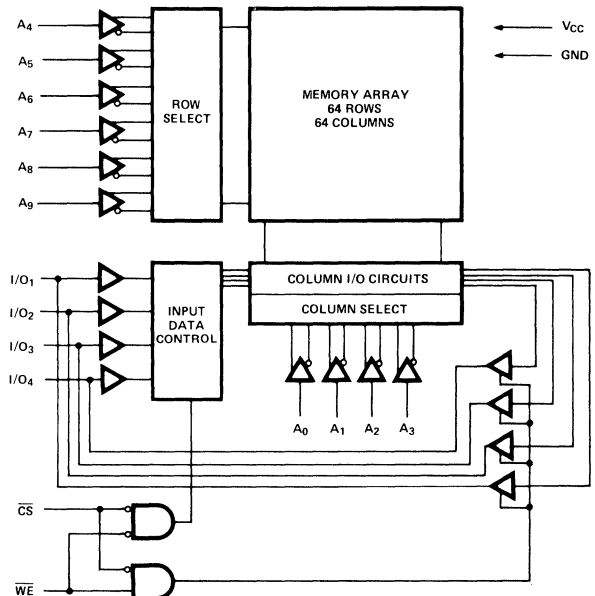 A4
VCC
A5
GND
A6
A7
A8
A9
ROW
SELECT
MEMORY ARRAY
64 ROWS
64 COLUMNS
I/O1
I/O2
I/O3
I/O4
INPUT
DATA
CONTROL
COLUMN I/O CIRCUITS
COLUMN SELECT
A0 A1 A2 A3
CS
WE